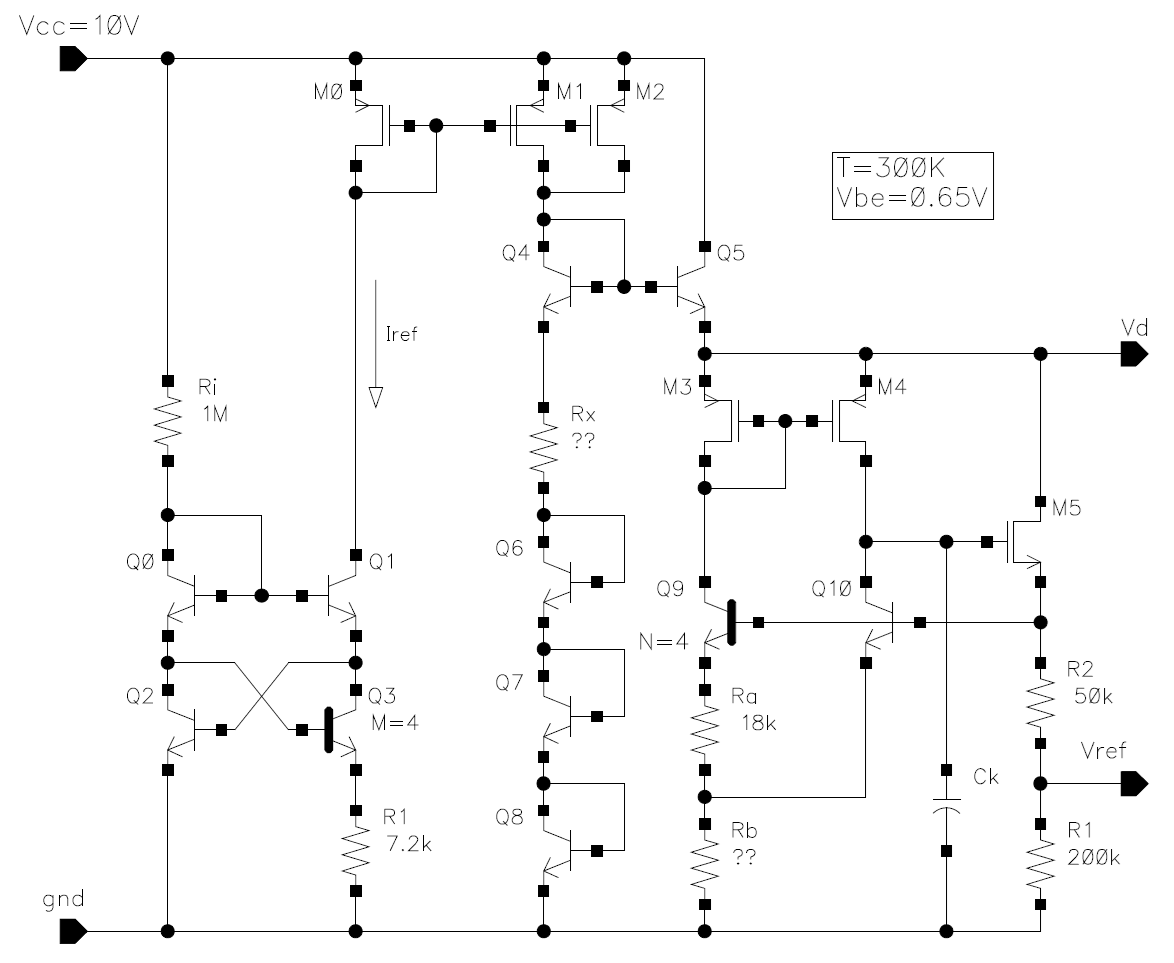 Vcc=10V
M0
M1
M2
T=300K
Vbe=0.65V
Q4
Q5
Iref
Vd
Ri
1M
M3
M4
Rx
??
M5
Q0
Q1
Q6
Q9
Q10
N=4
Q2
Q3
M=4
Q7
Ra
18k
R2
50k
Vref
Ck
R1
7.2k
Q8
Rb
??
R1
200k
gnd